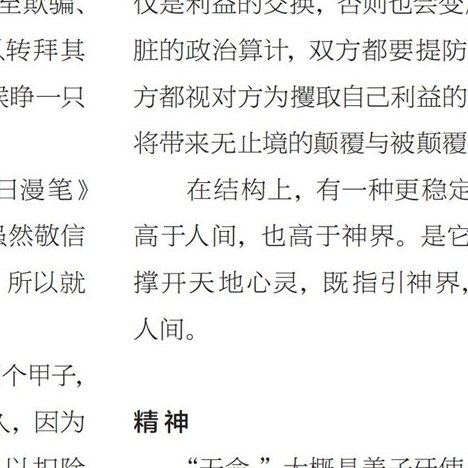 至欺骗、
转拜其
候睁一只
日漫笔》
虽然敬信
所以就
个甲子，
久，因为
仅是利益的交换，否则也会变
脏的政治算计，双方都要提防
方都视对方为攫取自己利益的
将带来无止境的颠覆与被颠覆
在结构上，有一种更稳定
高于人间，也高于神界。是它
撑开天地心灵，既指引神界，
人间。
精神